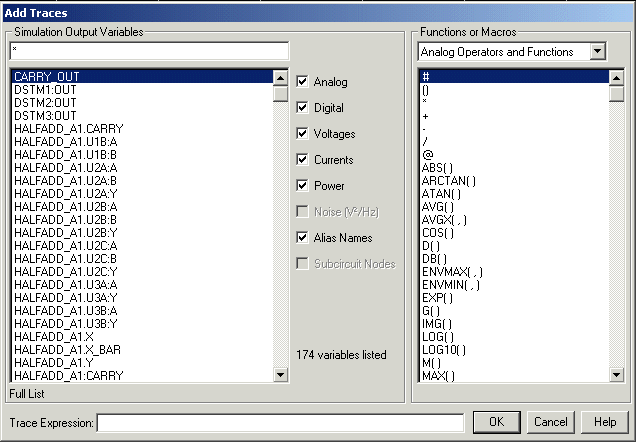 Add Traces
Simulation Output Variables
*
CARRY_OUT
DSTM1:OUT
DSTM2:OUT
DSTM3:OUT
HALFADD_A1.CARRY
HALFADD_A1.U1B:A
HALFADD_A1.U1B:B
HALFADD_A1.U2A:A
HALFADD_A1.U2A:B
HALFADD_A1.U2A:Y
HALFADD_A1.U2B:A
HALFADD_A1.U2B:B
HALFADD_A1.U2B:Y
HALFADD_A1.U2C:A
HALFADD_A1.U2C:B
HALFADD_A1.U2C:Y
HALFADD_A1.U3A:A
HALFADD_A1.U3A:Y
HALFADD_A1.U3B:A
HALFADD_A1.U3B:Y
HALFADD_A1.X
HALFADD_A1.X_BAR
HALFADD_A1.Y
HALFADD_A1:CARRY
Full List
Analog
Digital
Voltages
Currents
Power
Noise (V²/Hz)
Alias Names
Subcircuit Nodes
174 variables listed
Functions or Macros
Analog Operators and Functions
#
()
*
+
-
/
@
ABS( )
ARCTAN( )
ATAN( )
AVG( )
AVGX( , )
COS( )
D( )
DB( )
ENVMAX( , )
ENVMIN( , )
EXP( )
G( )
IMG( )
LOG( )
LOG10( )
M( )
MAX( )
Trace Expression:
OK
Cancel
Help